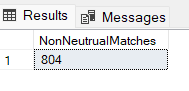 Results Messages
NonNeutrualMatches
1 804